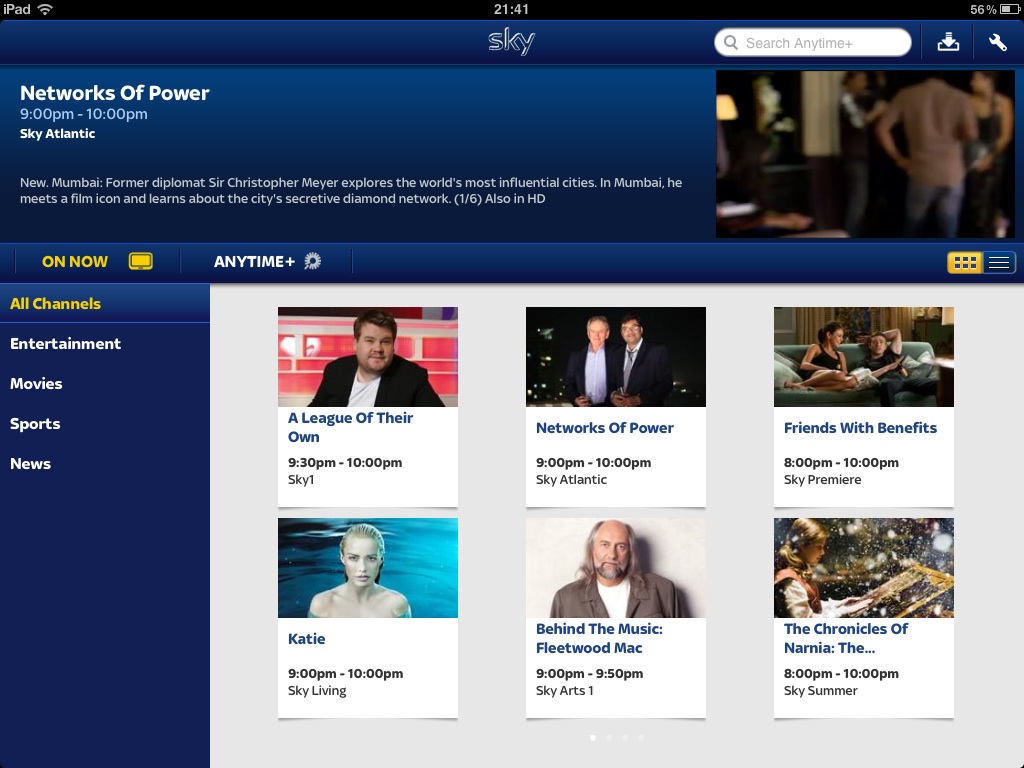 iPad
21:41
56%
sky
Search Anytime+
Networks Of Power
9:00pm - 10:00pm
Sky Atlantic
New. Mumbai: Former diplomat Sir Christopher Meyer explores the world's most influential cities. In Mumbai, he
meets a film icon and learns about the city's secretive diamond network. (1/6) Also in HD
ON NOW
ANYTIME+
All Channels
Entertainment
Movies
Sports
News
A League Of Their
Own
9:30pm - 10:00pm
Sky1
Networks Of Power
9:00pm - 10:00pm
Sky Atlantic
Friends With Benefits
8:00pm - 10:00pm
Sky Premiere
Katie
9:00pm - 10:00pm
Sky Living
Behind The Music:
Fleetwood Mac
9:00pm - 9:50pm
Sky Arts 1
The Chronicles Of
Narnia: The...
8:00pm - 10:00pm
Sky Summer